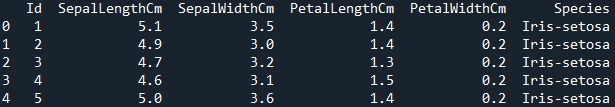 Id SepalLengthCm SepalWidthCm PetalLengthCm PetalWidthCm Species
0 1 5.1 3.5 1.4 0.2 Iris-setosa
1 2 4.9 3.0 1.4 0.2 Iris-setosa
2 3 4.7 3.2 1.3 0.2 Iris-setosa
3 4 4.6 3.1 1.5 0.2 Iris-setosa
4 5 5.0 3.6 1.4 0.2 Iris-setosa